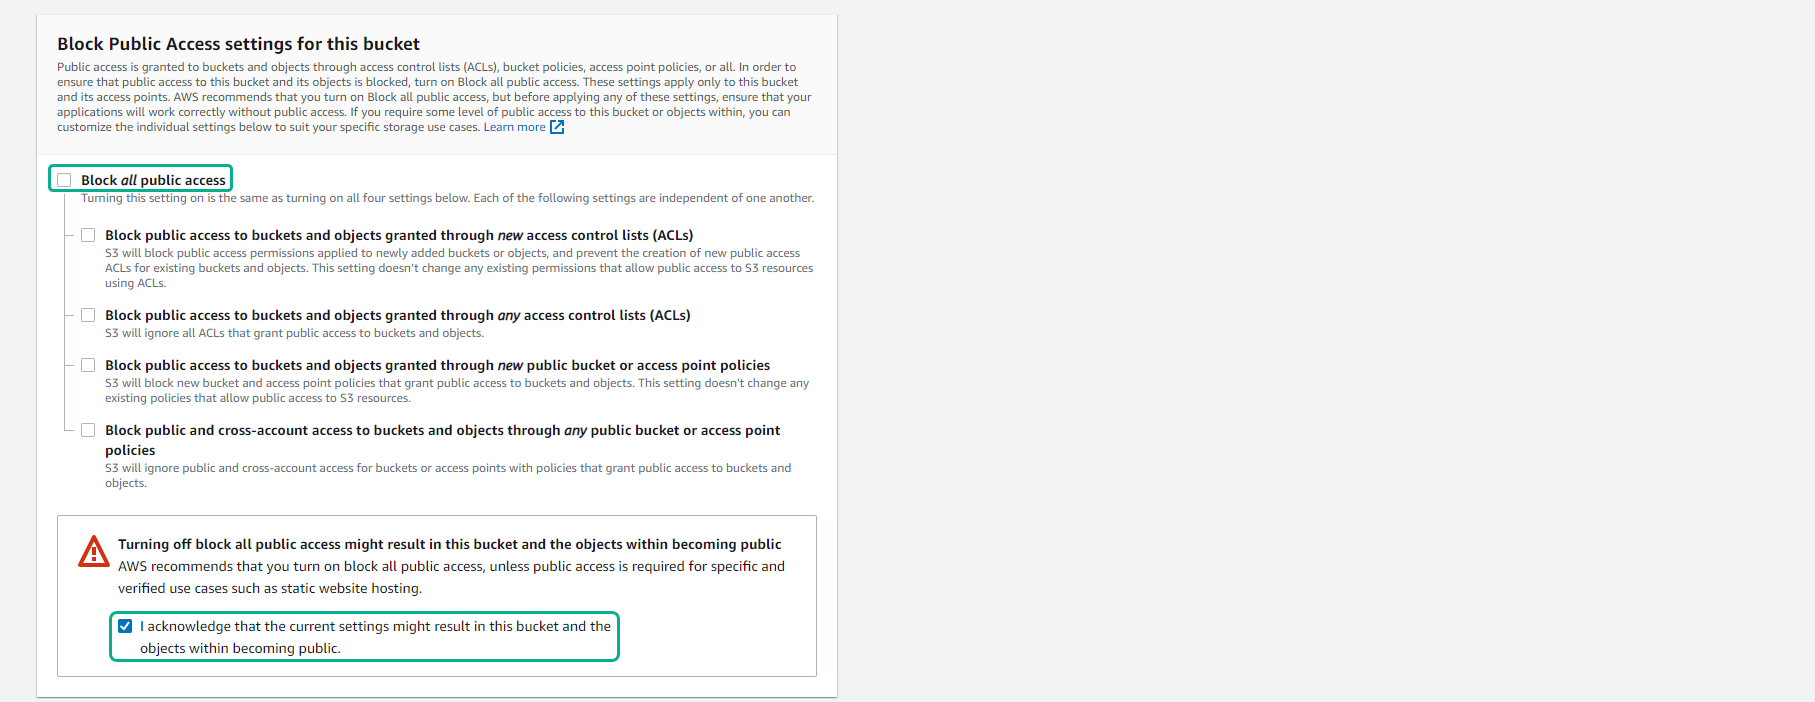 Block Public Access settings for this bucket
Public access is granted to buckets and objects through access control lists (ACLs), bucket policies, access point policies, or all. In order to
ensure that public access to this bucket and its objects is blocked, turn on Block all public access. These settings apply only to this bucket
and its access points. AWS recommends that you turn on Block all public access, but before applying any of these settings, ensure that your
applications will work correctly without public access. If you require some level of public access to this bucket or objects within, you can
customize the individual settings below to suit your specific storage use cases. Learn more
Block all public access
Turning this setting on is the same as turning on all four settings below. Each of the following settings are independent of one another.
Block public access to buckets and objects granted through new access control lists (ACLs)
S3 will block public access permissions applied to newly added buckets or objects, and prevent the creation of new public access
ACLs for existing buckets and objects. This setting doesn't change any existing permissions that allow public access to S3 resources
using ACLs.
Block public access to buckets and objects granted through any access control lists (ACLs)
S3 will ignore all ACLs that grant public access to buckets and objects.
Block public access to buckets and objects granted through new public bucket or access point policies
S3 will block new bucket and access point policies that grant public access to buckets and objects. This setting doesn't change any
existing policies that allow public access to S3 resources.
Block public and cross-account access to buckets and objects through any public bucket or access point
policies
S3 will ignore public and cross-account access for buckets or access points with policies that grant public access to buckets and
objects.
Turning off block all public access might result in this bucket and the objects within becoming public
AWS recommends that you turn on block all public access, unless public access is required for specific and
verified use cases such as static website hosting.
I acknowledge that the current settings might result in this bucket and the
objects within becoming public.